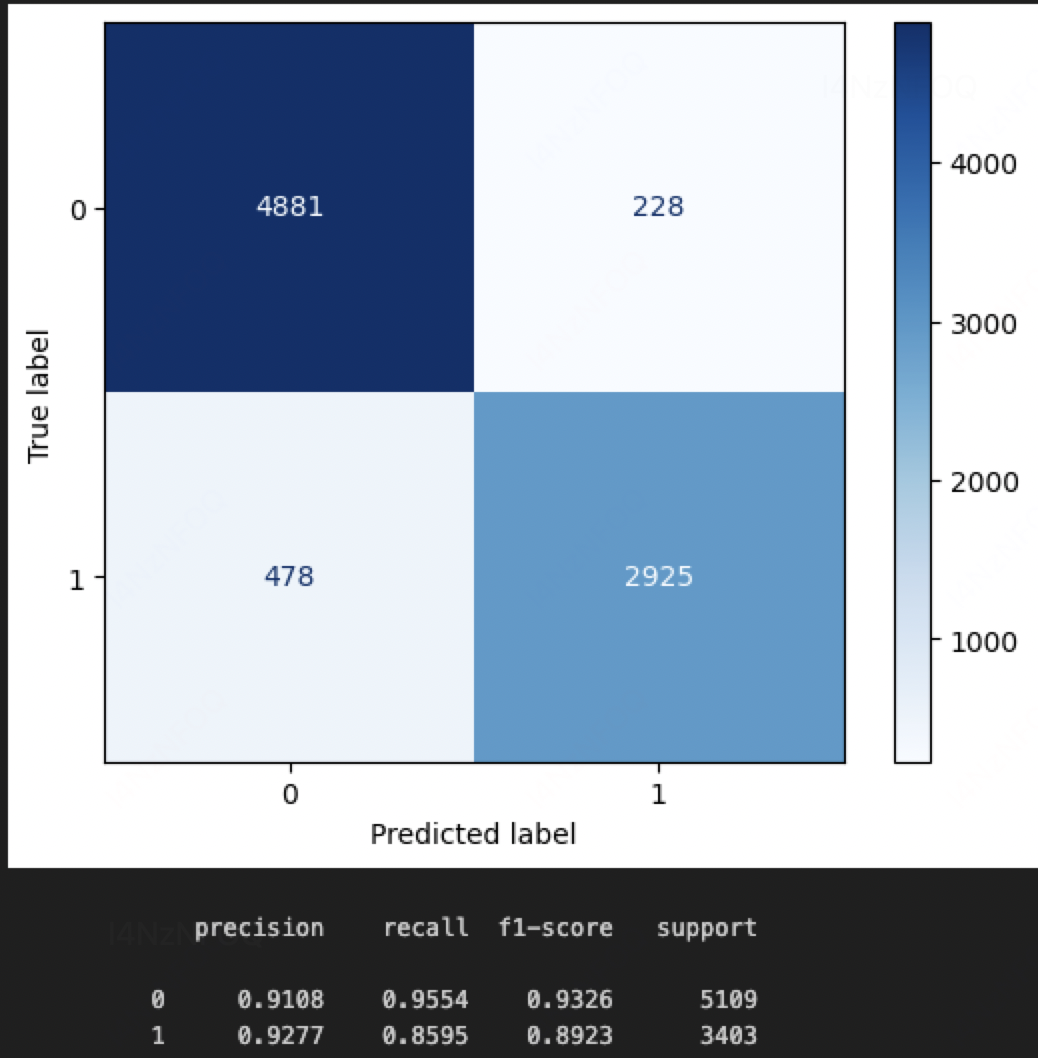 4881 228
478 2925
0
1
True label
0 1
Predicted label
4000
3000
2000
1000
precision recall f1-score support
0 0.9108 0.9554 0.9326 5109
1 0.9277 0.8595 0.8923 3403